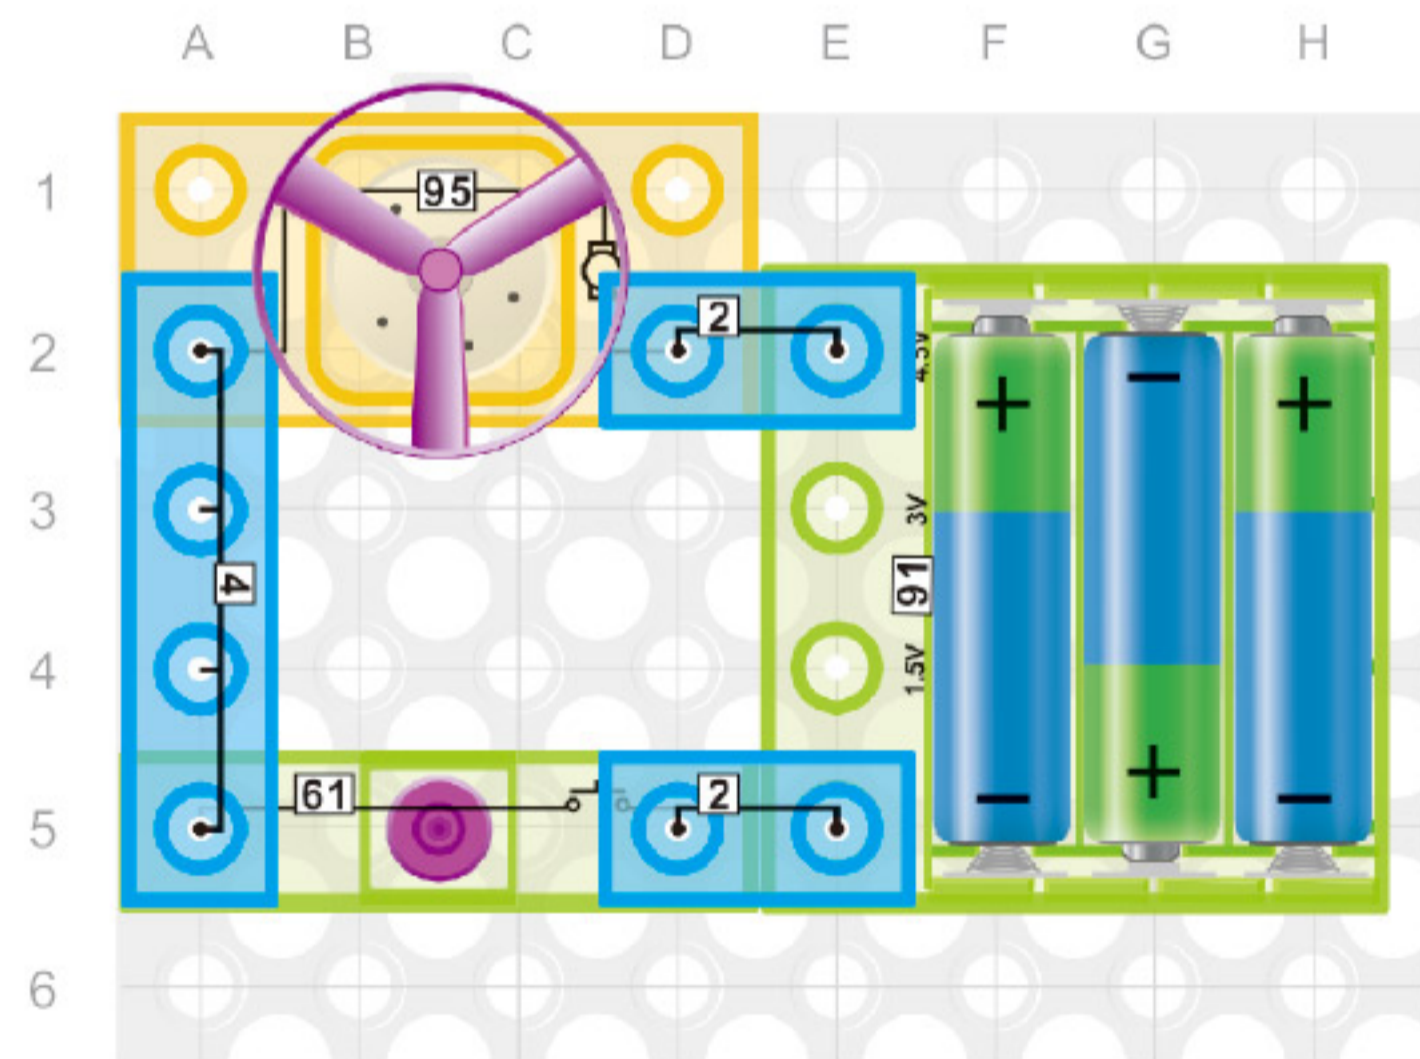 A B C D E F G H
1 95
2 2 4.5V + − +
3 3V
4 91
4 1.5V
5 61 2 − + −
6